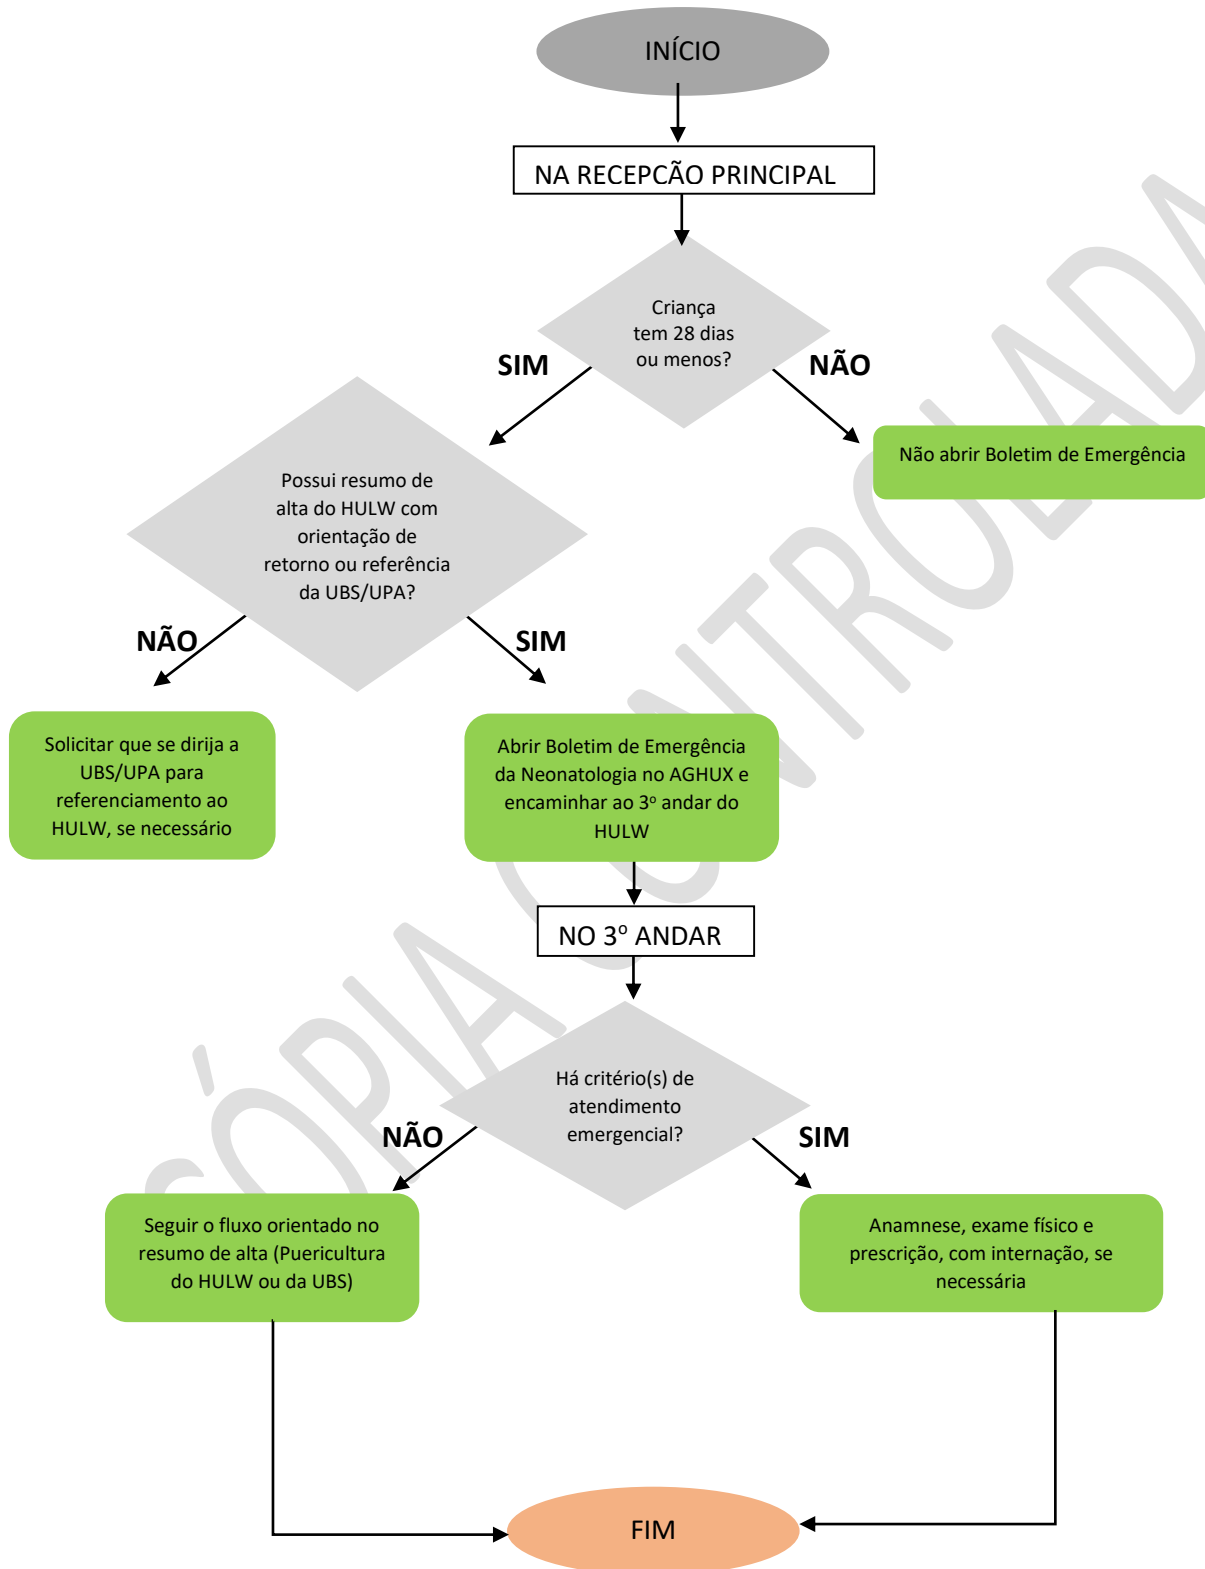 INÍCIO
NA RECEPCÃO PRINCIPAL
Criança
tem 28 dias
ou menos?
SIM
NÃO
Não abrir Boletim de Emergência
Possui resumo de
alta do HULW com
orientação de
retorno ou referência
da UBS/UPA?
NÃO
SIM
Solicitar que se dirija a
UBS/UPA para
referenciamento ao
HULW, se necessário
Abrir Boletim de Emergência
da Neonatologia no AGHUX e
encaminhar ao 3º andar do
HULW
NO 3º ANDAR
Há critério(s) de
atendimento
emergencial?
NÃO
SIM
Seguir o fluxo orientado no
resumo de alta (Puericultura
do HULW ou da UBS)
Anamnese, exame físico e
prescrição, com internação, se
necessária
FIM
CÓPIA CONTROLADA